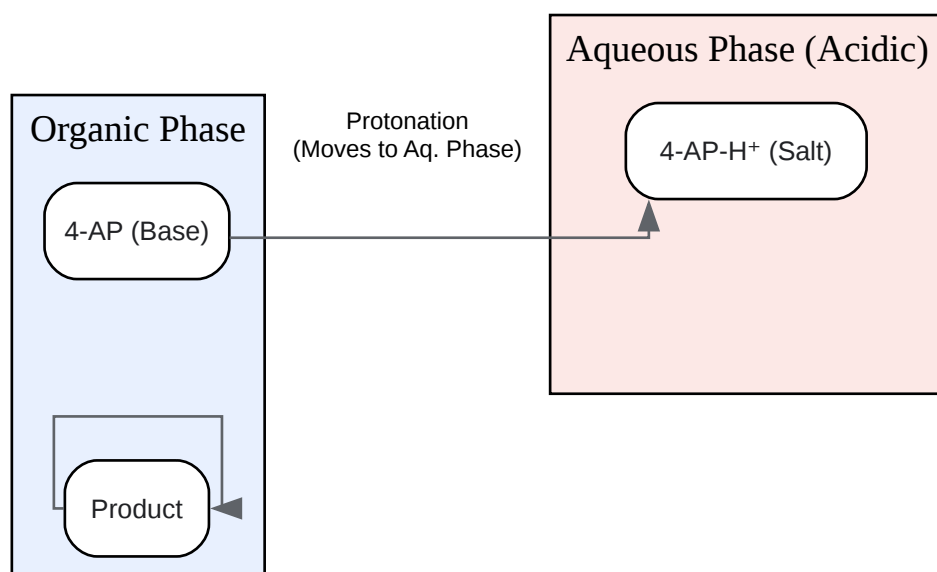 Organic Phase
4-AP (Base)
Product
Protonation
(Moves to Aq. Phase)
Aqueous Phase (Acidic)
4-AP-H⁺ (Salt)